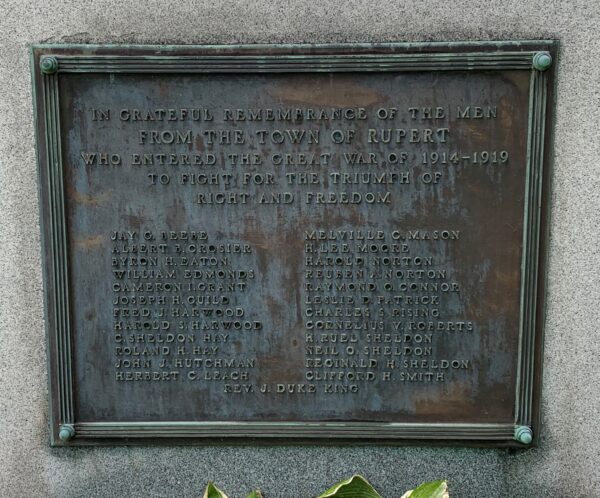 IN GRATEFUL REMEMBRANCE OF THE MEN
FROM THE TOWN OF RUPERT
WHO ENTERED THE GREAT WAR OF 1914-1919
TO FIGHT FOR THE TRIUMPH OF
RIGHT AND FREEDOM
JAY G. BEEBE
ALBERT B. CROSIER
BYRON H. EATON
WILLIAM EDMONDS
CAMERON I. GRANT
JOSEPH H. GUILD
FRED J. HARWOOD
HAROLD S. HARWOOD
C. SHELDON HAY
ROLAND H. HAY
JOHN J. HUTCHMAN
HERBERT C. LEACH
MELVILLE C. MASON
H. LEE MOORE
HAROLD NORTON
REUBEN A. NORTON
RAYMOND O. CONNOR
LESLIE D. PATRICK
CHARLES S. RISING
CORNELIUS V. ROBERTS
H. RUEL SHELDON
NEIL G. SHELDON
REGINALD H. SHELDON
CLIFFORD H. SMITH
REV. J. DUKE KING